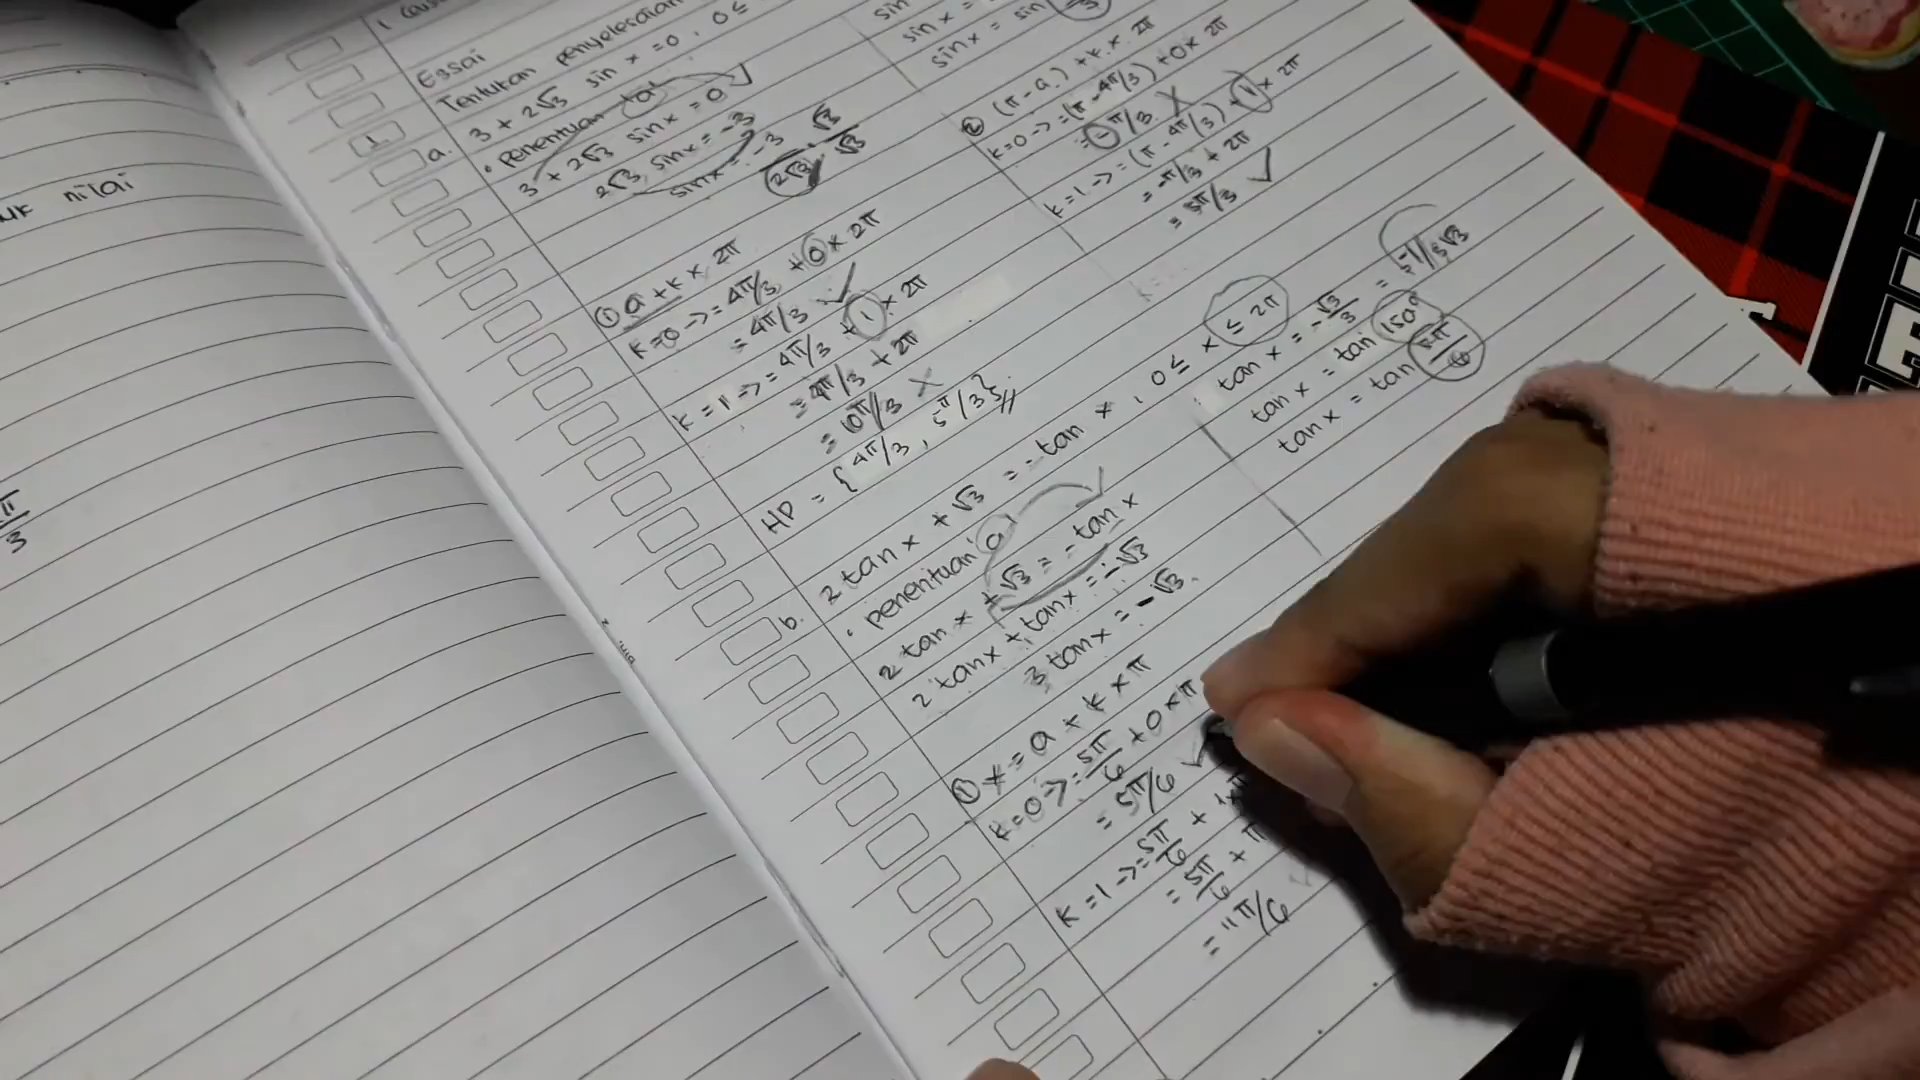 uk nilai
π
3
Essai
Tentukan penyelesaian
1.
a. 3 + 2√3 sin x = 0, 0 ≤
• Penentuan 'a'
3 + 2√3 sin x = 0
2√3 sin x = -3
sin x = -3 √3
2√3 . √3
① a + k x 2π
k=0 -> = 4π/3 + 0 x 2π
= 4π/3 ✓
k = 1 -> = 4π/3 + 1 x 2π
= 4π/3 + 2π
= 10π/3 X
HP = { 4π/3 , 5π/3 }//
sin
sin x =
sin x = sin
② (π - a) + k x 2π
k=0 -> = (π - 4π/3) + 0 x 2π
= -π/3 X
k=1 -> = (π - 4π/3) + 1 x 2π
= -π/3 + 2π
= 5π/3 ✓
b. 2 tan x + √3 = - tan x , 0 ≤ x ≤ 2π
• penentuan 'a'
2 tan x + √3 = - tan x
2 tan x + tan x = -√3
3 tan x = -√3
tan x = -√3/3 = -1/3√3
tan x = tan 150°
tan x = tan 5π/6
① x = a + k x π
k=0 -> = 5π/6 + 0 x π
= 5π/6 ✓
k = 1 -> = 5π/6 + 1 x π
= 5π/6 + π
= 11π/6